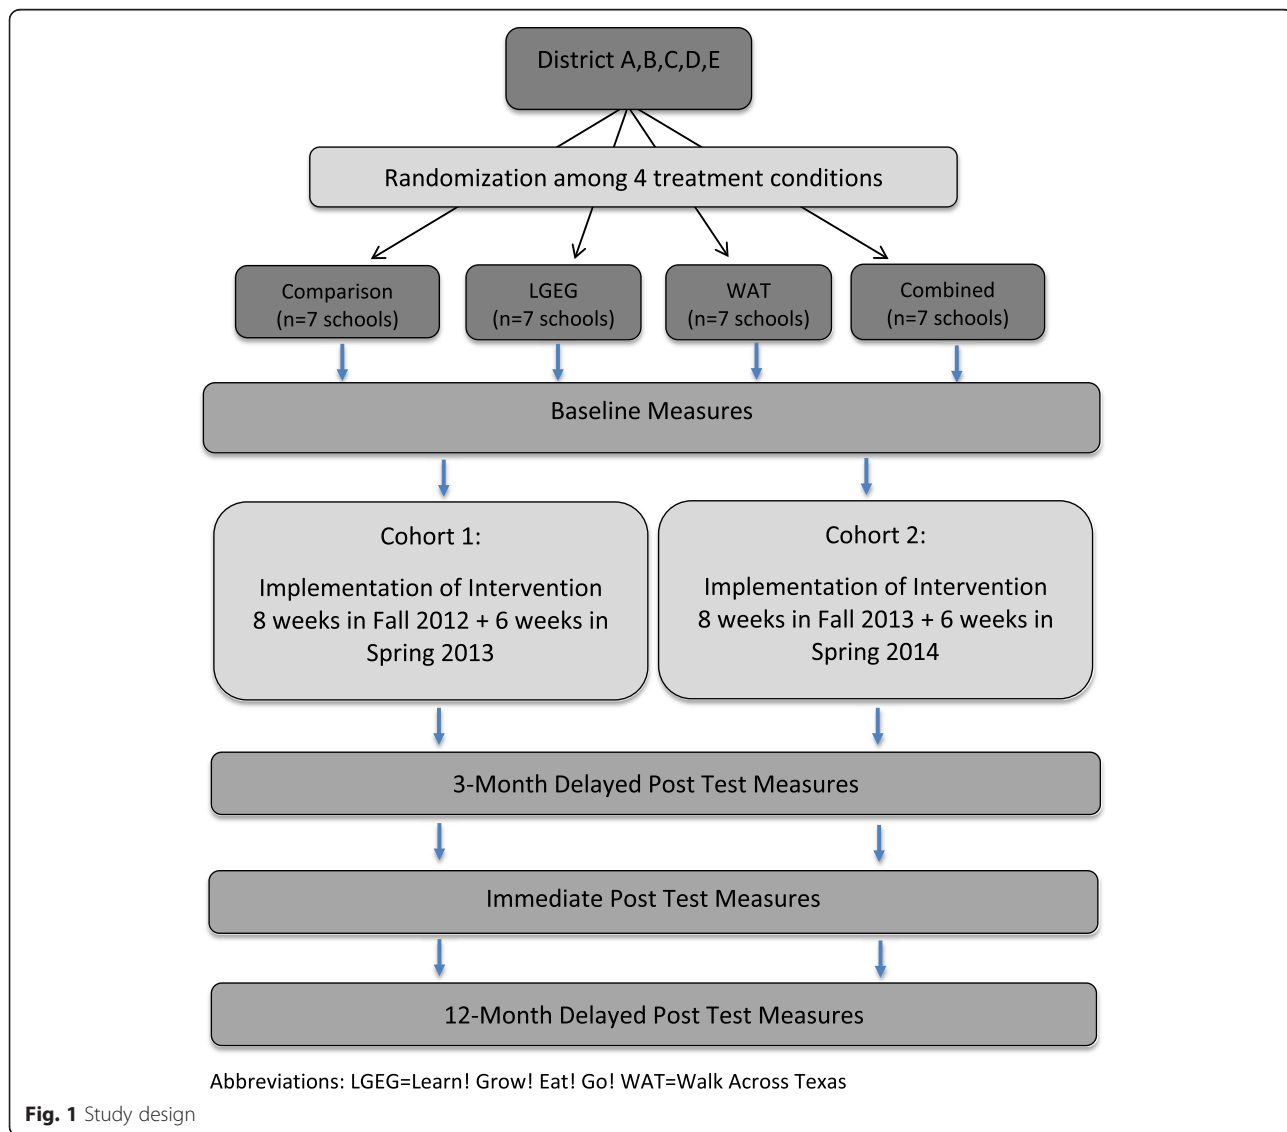 District A,B,C,D,E
Randomization among 4 treatment conditions
Comparison
(n=7 schools)
LGEG
(n=7 schools)
WAT
(n=7 schools)
Combined
(n=7 schools)
Baseline Measures
Cohort 1:
Implementation of Intervention
8 weeks in Fall 2012 + 6 weeks in
Spring 2013
Cohort 2:
Implementation of Intervention
8 weeks in Fall 2013 + 6 weeks in
Spring 2014
3-Month Delayed Post Test Measures
Immediate Post Test Measures
12-Month Delayed Post Test Measures
Abbreviations: LGEG=Learn! Grow! Eat! Go! WAT=Walk Across Texas
Fig. 1 Study design